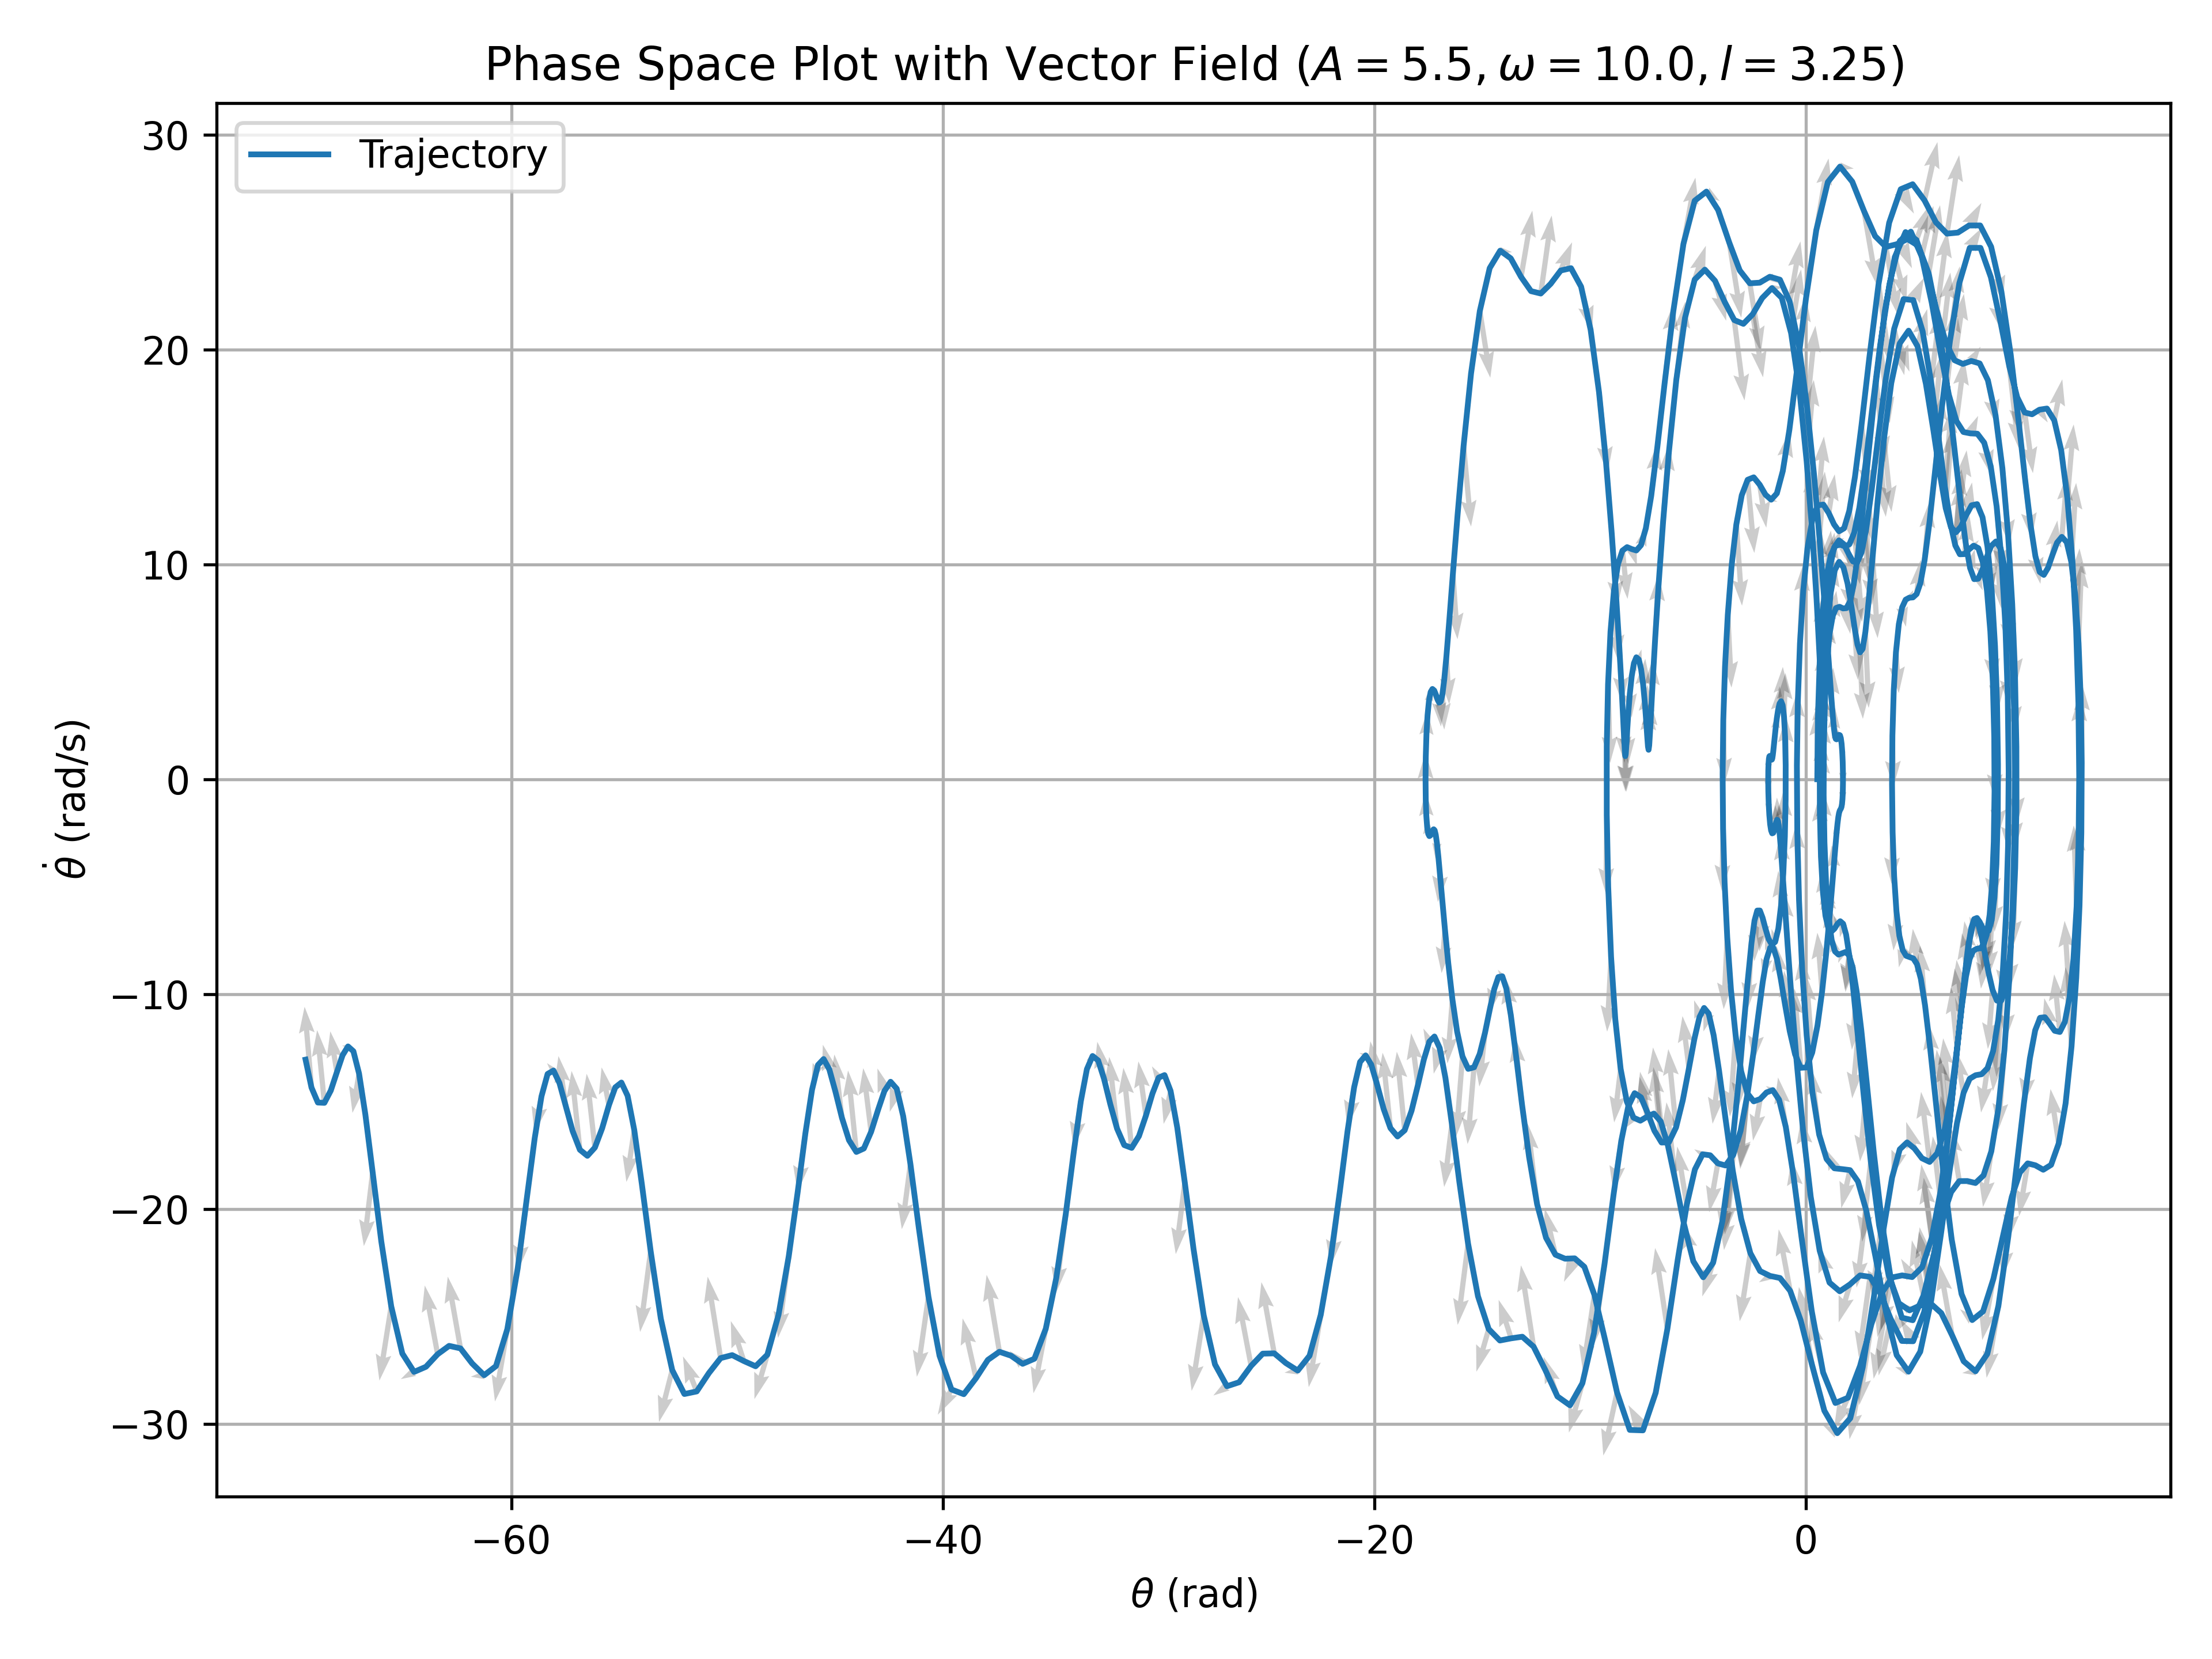 Phase Space Plot with Vector Field (A = 5.5, ω = 10.0, l = 3.25)
Trajectory
30
20
10
0
−10
−20
−30
θ̇ (rad/s)
−60
−40
−20
0
θ (rad)